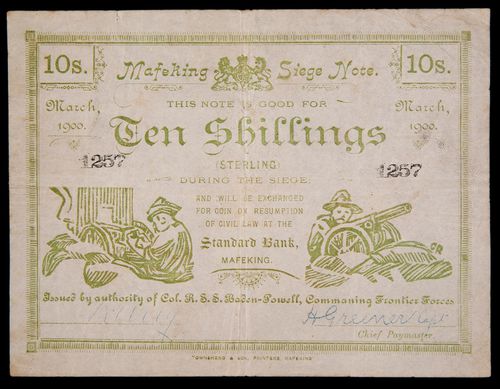 10s. Mafeking Siege Note. 10s.
March, 1900. THIS NOTE IS GOOD FOR March, 1900.
Ten Shillings
1257 (STERLING) 1257
DURING THE SIEGE.
AND WILL BE EXCHANGED
FOR COIN ON RESUMPTION
OF CIVIL LAW AT THE
Standard Bank,
MAFEKING.
Issued by authority of Col. R. S. S. Baden-Powell, Commaning Frontier Forces
H Greener Capt
Chief Paymaster.
TOWNSHEND & SON, PRINTERS, MAFEKING